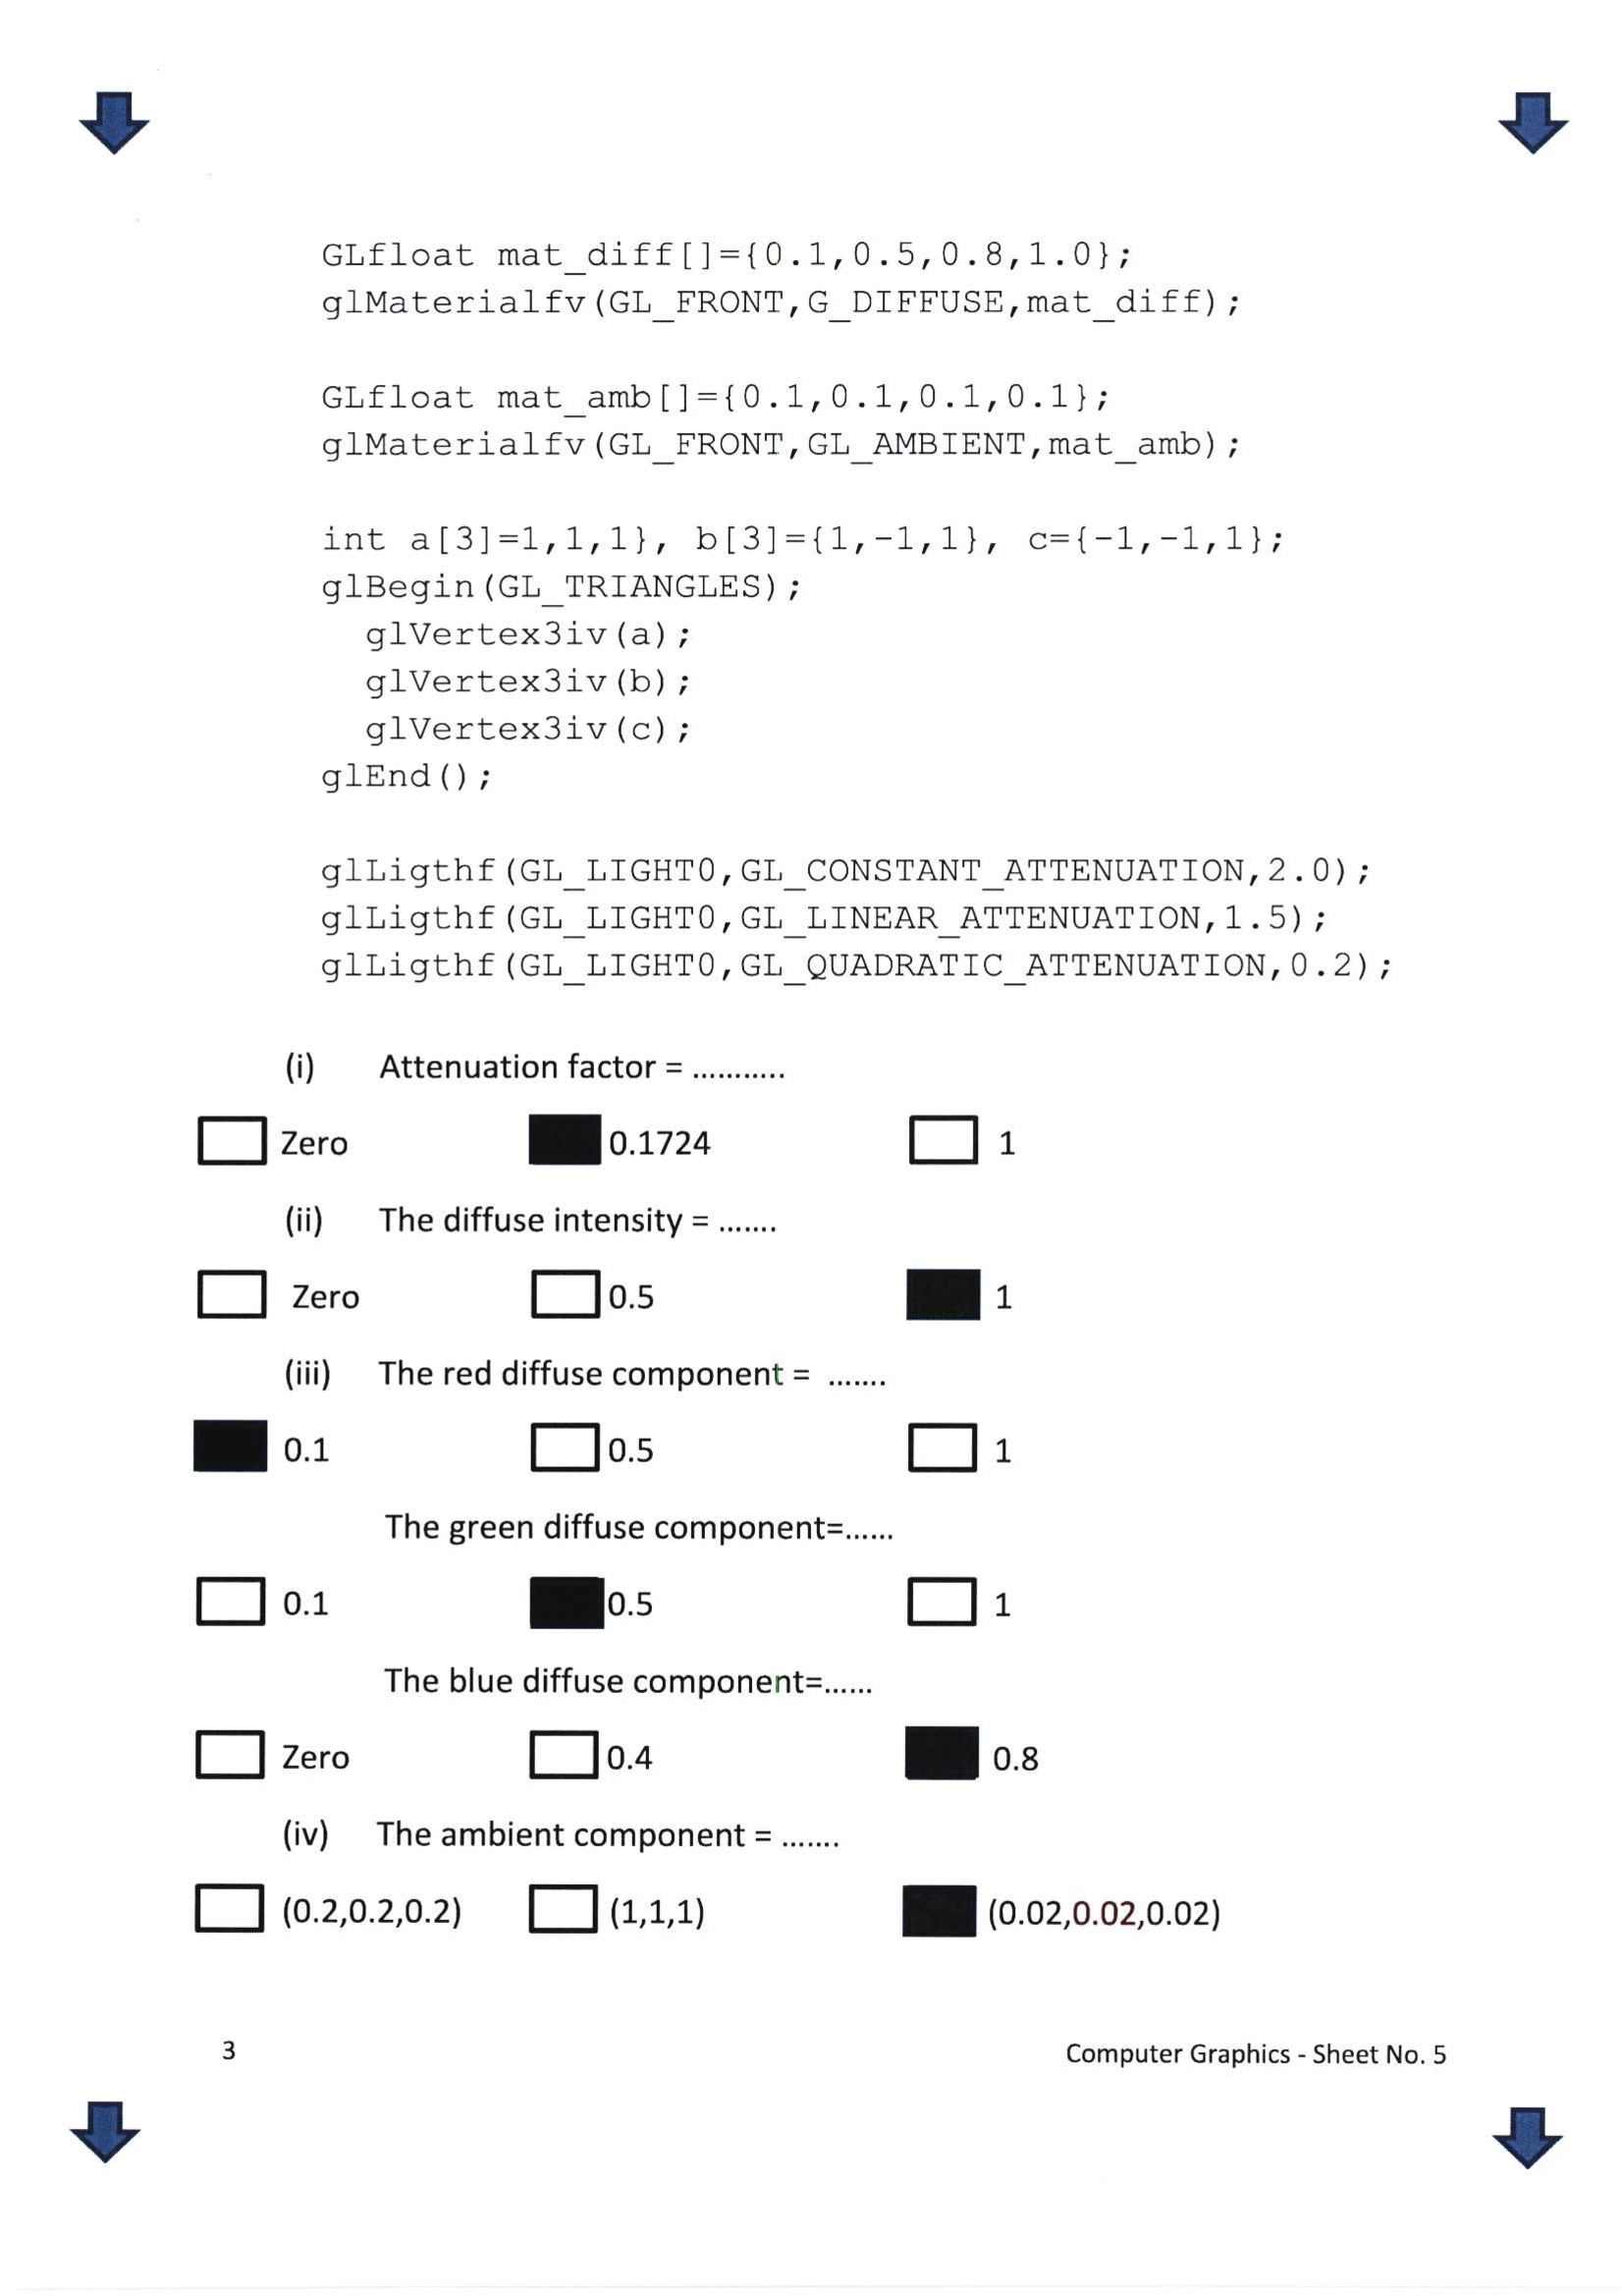 GLfloat mat_diff[]={0.1,0.5,0.8,1.0};
glMaterialfv(GL_FRONT,G_DIFFUSE,mat_diff);
GLfloat mat_amb[]={0.1,0.1,0.1,0.1};
glMaterialfv(GL_FRONT,GL_AMBIENT,mat_amb);
int a[3]=1,1,1}, b[3]={1,-1,1}, c={-1,-1,1};
glBegin(GL_TRIANGLES);
glVertex3iv(a);
glVertex3iv(b);
glVertex3iv(c);
glEnd();
glLigthf(GL_LIGHT0,GL_CONSTANT_ATTENUATION,2.0);
glLigthf(GL_LIGHT0,GL_LINEAR_ATTENUATION,1.5);
glLigthf(GL_LIGHT0,GL_QUADRATIC_ATTENUATION,0.2);
(i) Attenuation factor = ...........
Zero 0.1724 1
(ii) The diffuse intensity = .......
Zero 0.5 1
(iii) The red diffuse component = .......
0.1 0.5 1
The green diffuse component=......
0.1 0.5 1
The blue diffuse component=......
Zero 0.4 0.8
(iv) The ambient component = .......
(0.2,0.2,0.2) (1,1,1) (0.02,0.02,0.02)
3 Computer Graphics - Sheet No. 5